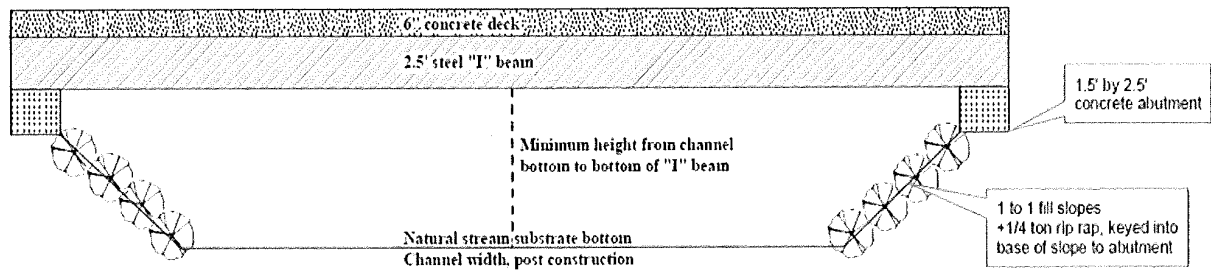 6" concrete deck
2.5' steel "I" beam
1.5' by 2.5'
concrete abutment
Minimum height from channel
bottom to bottom of "I" beam
1 to 1 fill slopes
+1/4 ton rip rap, keyed into
base of slope to abutment
Natural stream substrate bottom
Channel width, post construction